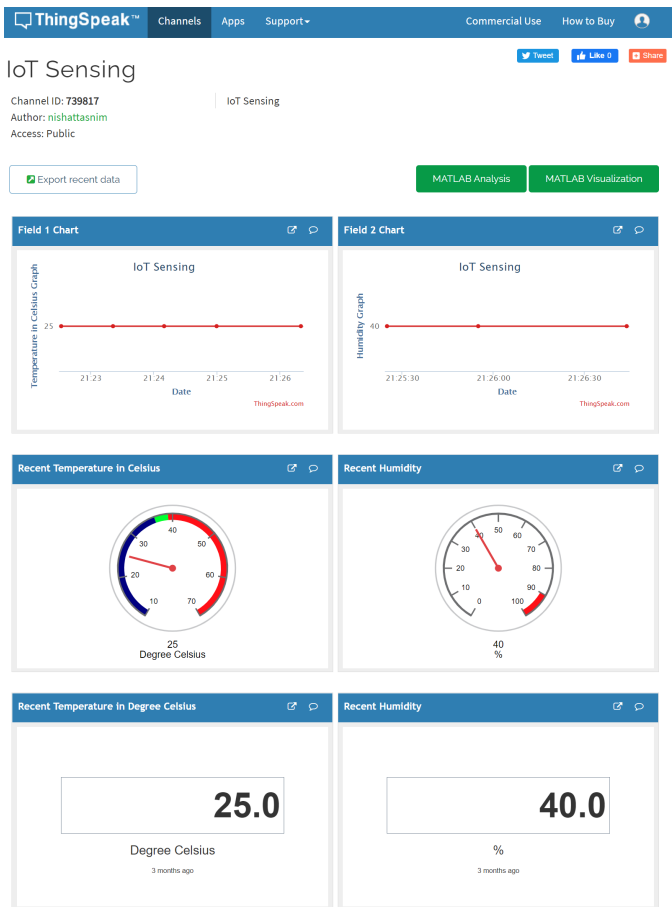 ThingSpeak™ Channels Apps Support Commercial Use How to Buy
Tweet Like 0 Share
IoT Sensing
Channel ID: 739817 IoT Sensing
Author: nishattasnim
Access: Public
Export recent data MATLAB Analysis MATLAB Visualization
Field 1 Chart
IoT Sensing
Temperature in Celsius Graph
25
21:23 21:24 21:25 21:26
Date
ThingSpeak.com
Field 2 Chart
IoT Sensing
Humidity Graph
40
21:25:30 21:26:00 21:26:30
Date
ThingSpeak.com
Recent Temperature in Celsius
10 20 30 40 50 60 70
25
Degree Celsius
Recent Humidity
0 10 20 30 40 50 60 70 80 90 100
40
%
Recent Temperature in Degree Celsius
25.0
Degree Celsius
3 months ago
Recent Humidity
40.0
%
3 months ago